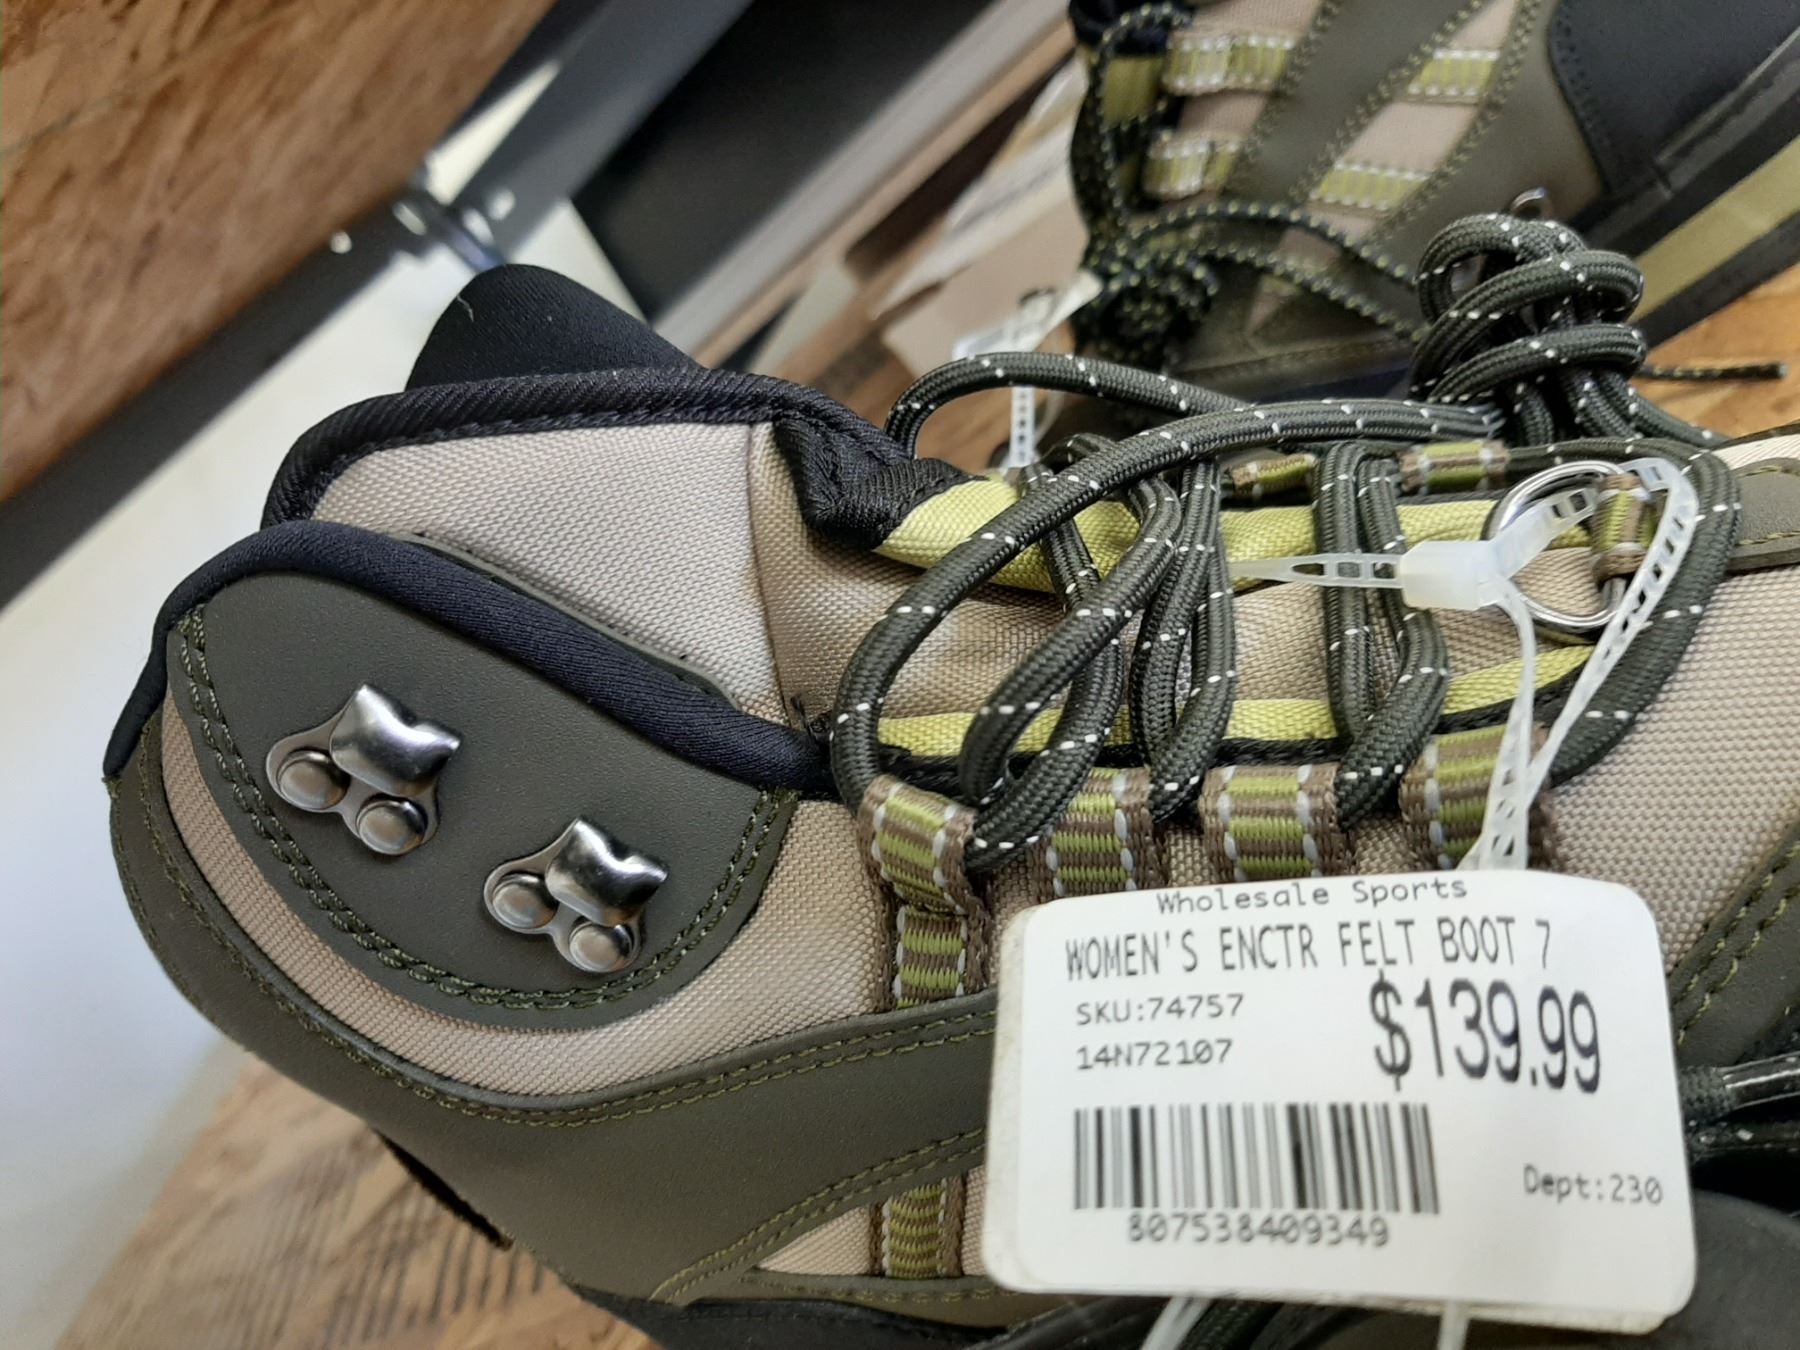 Wholesale Sports
WOMEN'S ENCTR FELT BOOT 7
SKU:74757
$139.99
14N72107
Dept:230
807538409349